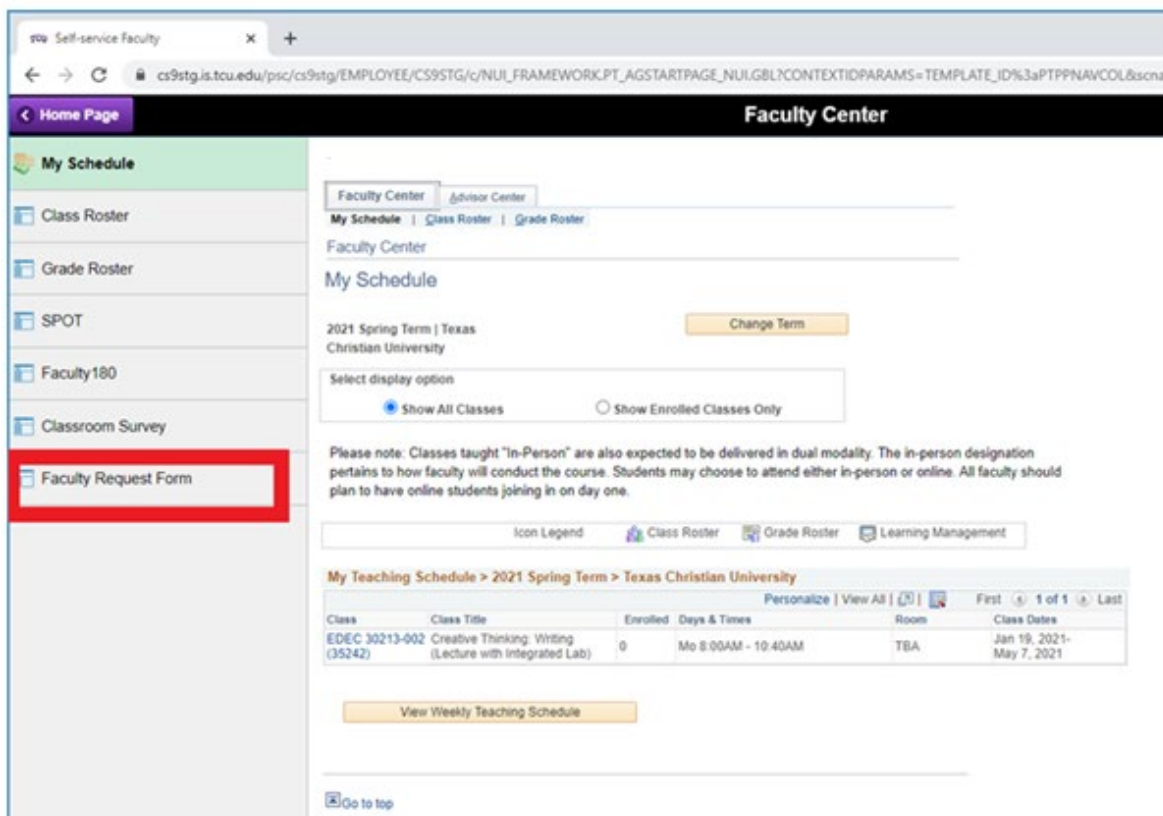 TCU Self-service Faculty
cs9stg.is.tcu.edu/psc/cs9stg/EMPLOYEE/CS9STG/c/NUI_FRAMEWORK.PT_AGSTARTPAGE_NUI.GBL?CONTEXTIDPARAMS=TEMPLATE_ID%3aPTPPNAVCOL&scna
Home Page
Faculty Center
My Schedule
Class Roster
Grade Roster
SPOT
Faculty180
Classroom Survey
Faculty Request Form
Faculty Center Advisor Center
My Schedule | Class Roster | Grade Roster
Faculty Center
My Schedule
2021 Spring Term | Texas
Christian University
Change Term
Select display option
Show All Classes Show Enrolled Classes Only
Please note: Classes taught "In-Person" are also expected to be delivered in dual modality. The in-person designation
pertains to how faculty will conduct the course. Students may choose to attend either in-person or online. All faculty should
plan to have online students joining in on day one.
Icon Legend Class Roster Grade Roster Learning Management
My Teaching Schedule > 2021 Spring Term > Texas Christian University
Personalize | View All | | First 1 of 1 Last
Class Class Title Enrolled Days & Times Room Class Dates
EDEC 30213-002 Creative Thinking: Writing 0 Mo 8:00AM - 10:40AM TBA Jan 19, 2021-
(35242) (Lecture with Integrated Lab) May 7, 2021
View Weekly Teaching Schedule
Go to top